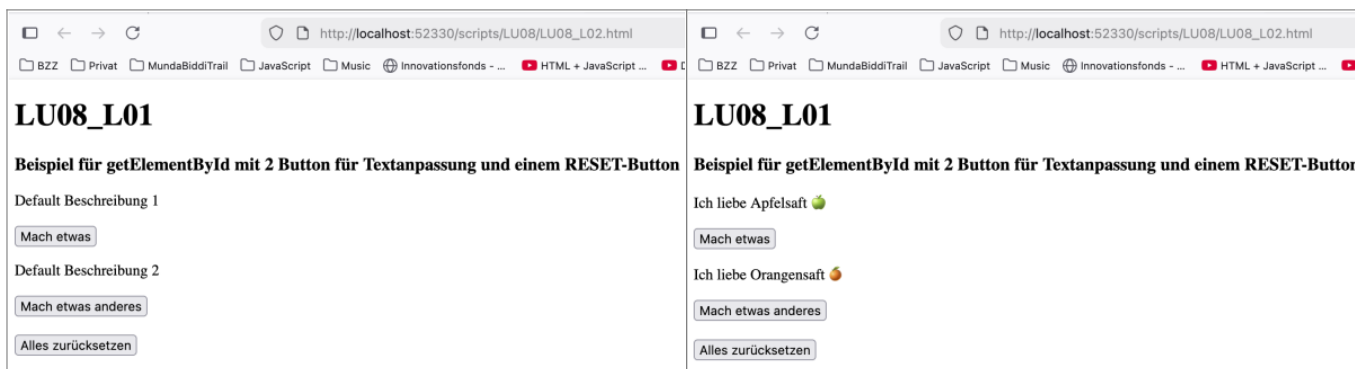 http://localhost:52330/scripts/LU08/LU08_L02.html
BZZ Privat MundaBiddiTrail JavaScript Music Innovationsfonds - ... HTML + JavaScript ...
LU08_L01
Beispiel für getElementById mit 2 Button für Textanpassung und einem RESET-Button
Default Beschreibung 1
Mach etwas
Default Beschreibung 2
Mach etwas anderes
Alles zurücksetzen
http://localhost:52330/scripts/LU08/LU08_L02.html
BZZ Privat MundaBiddiTrail JavaScript Music Innovationsfonds - ... HTML + JavaScript ...
LU08_L01
Beispiel für getElementById mit 2 Button für Textanpassung und einem RESET-Button
Ich liebe Apfelsaft 🍏
Mach etwas
Ich liebe Orangensaft 🍊
Mach etwas anderes
Alles zurücksetzen